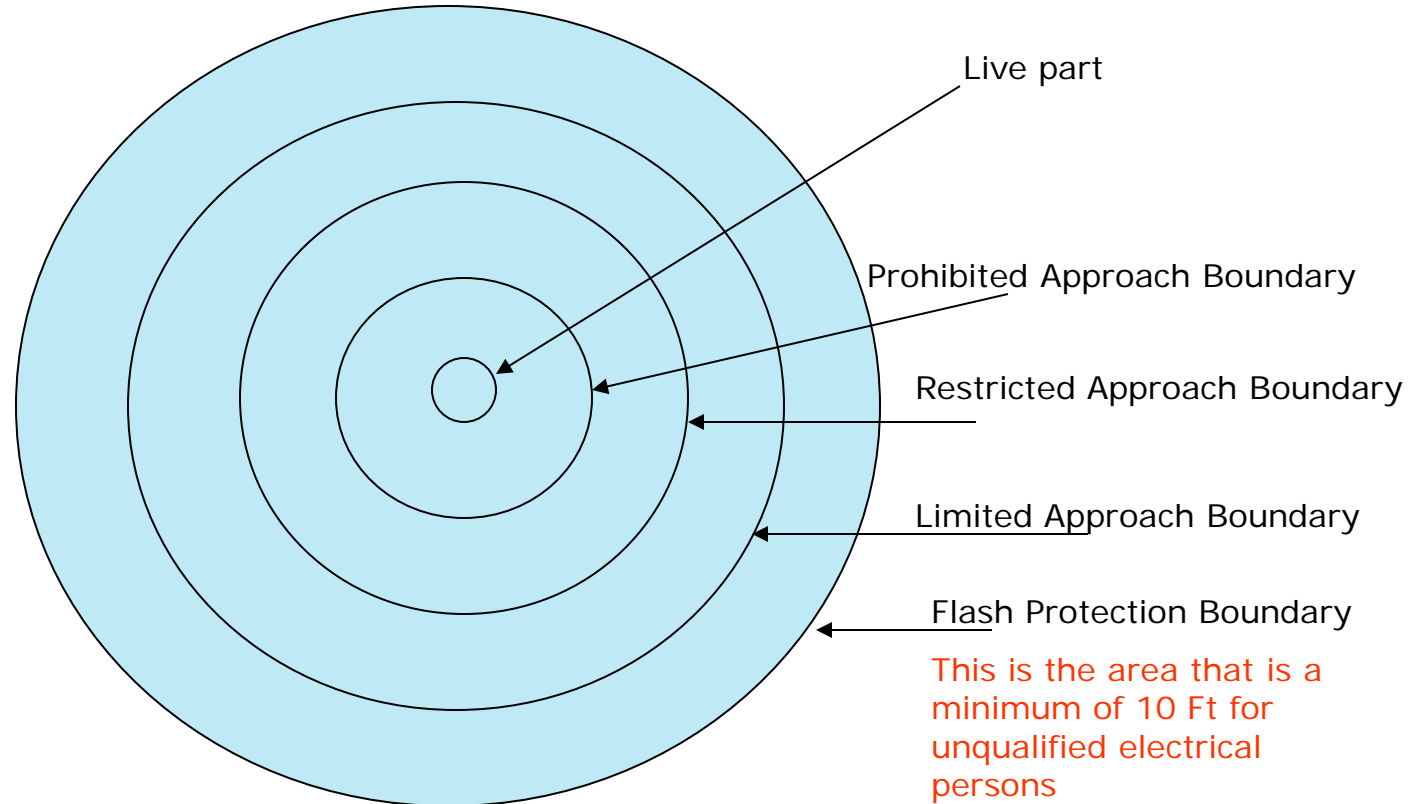 Live part
Prohibited Approach Boundary
Restricted Approach Boundary
Limited Approach Boundary
Flash Protection Boundary
This is the area that is a
minimum of 10 Ft for
unqualified electrical
persons